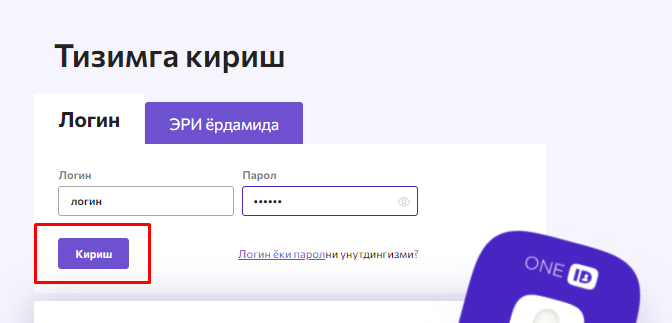 Тизимга кириш
Логин
ЭРИ ёрдамида
Логин Парол
логин ••••••
Кириш Логин ёки паролни унутдингизми?
ONE ID